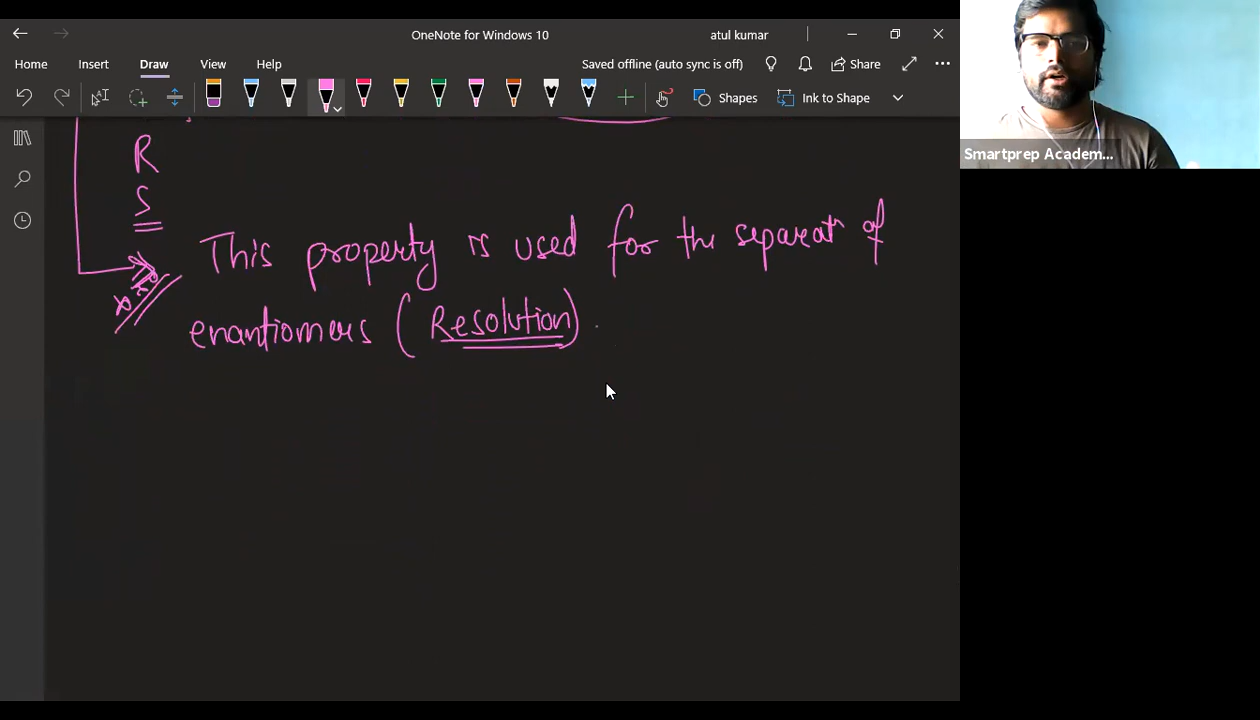 OneNote for Windows 10
atul kumar
Home Insert Draw View Help
Saved offline (auto sync is off)
Share
Shapes
Ink to Shape
Smartprep Academ...
R
S
This property is used for the separatn of
enantiomers (Resolution).